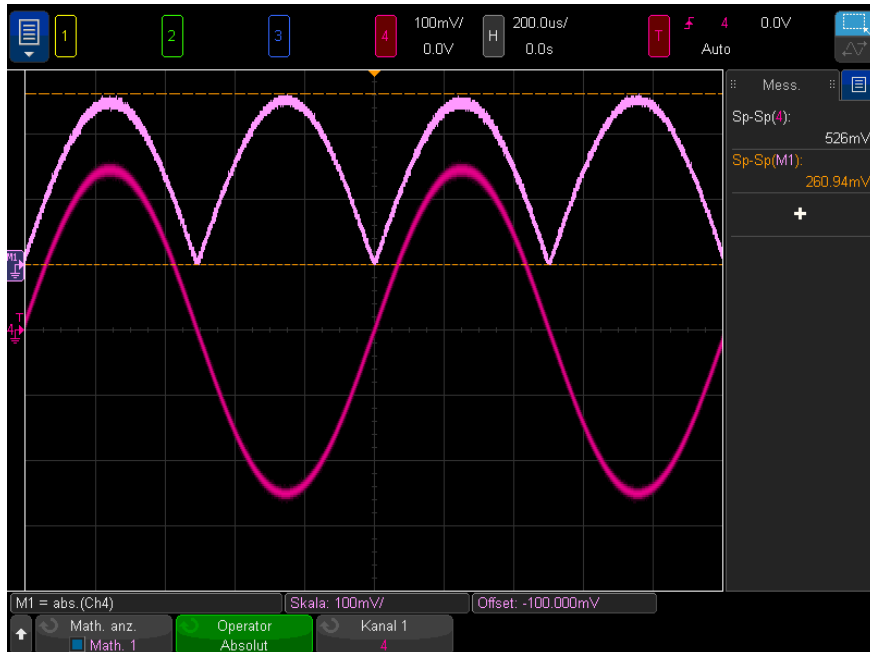 1 2 3 4 100mV/ H 200.0us/ T 4 0.0V
0.0V 0.0s Auto
Mess.
Sp-Sp(4):
526mV
Sp-Sp(M1):
260.94mV
+
M1
T
4
M1 = abs.(Ch4) Skala: 100mV/ Offset: -100.000mV
Math. anz. Operator Kanal 1
Math. 1 Absolut 4